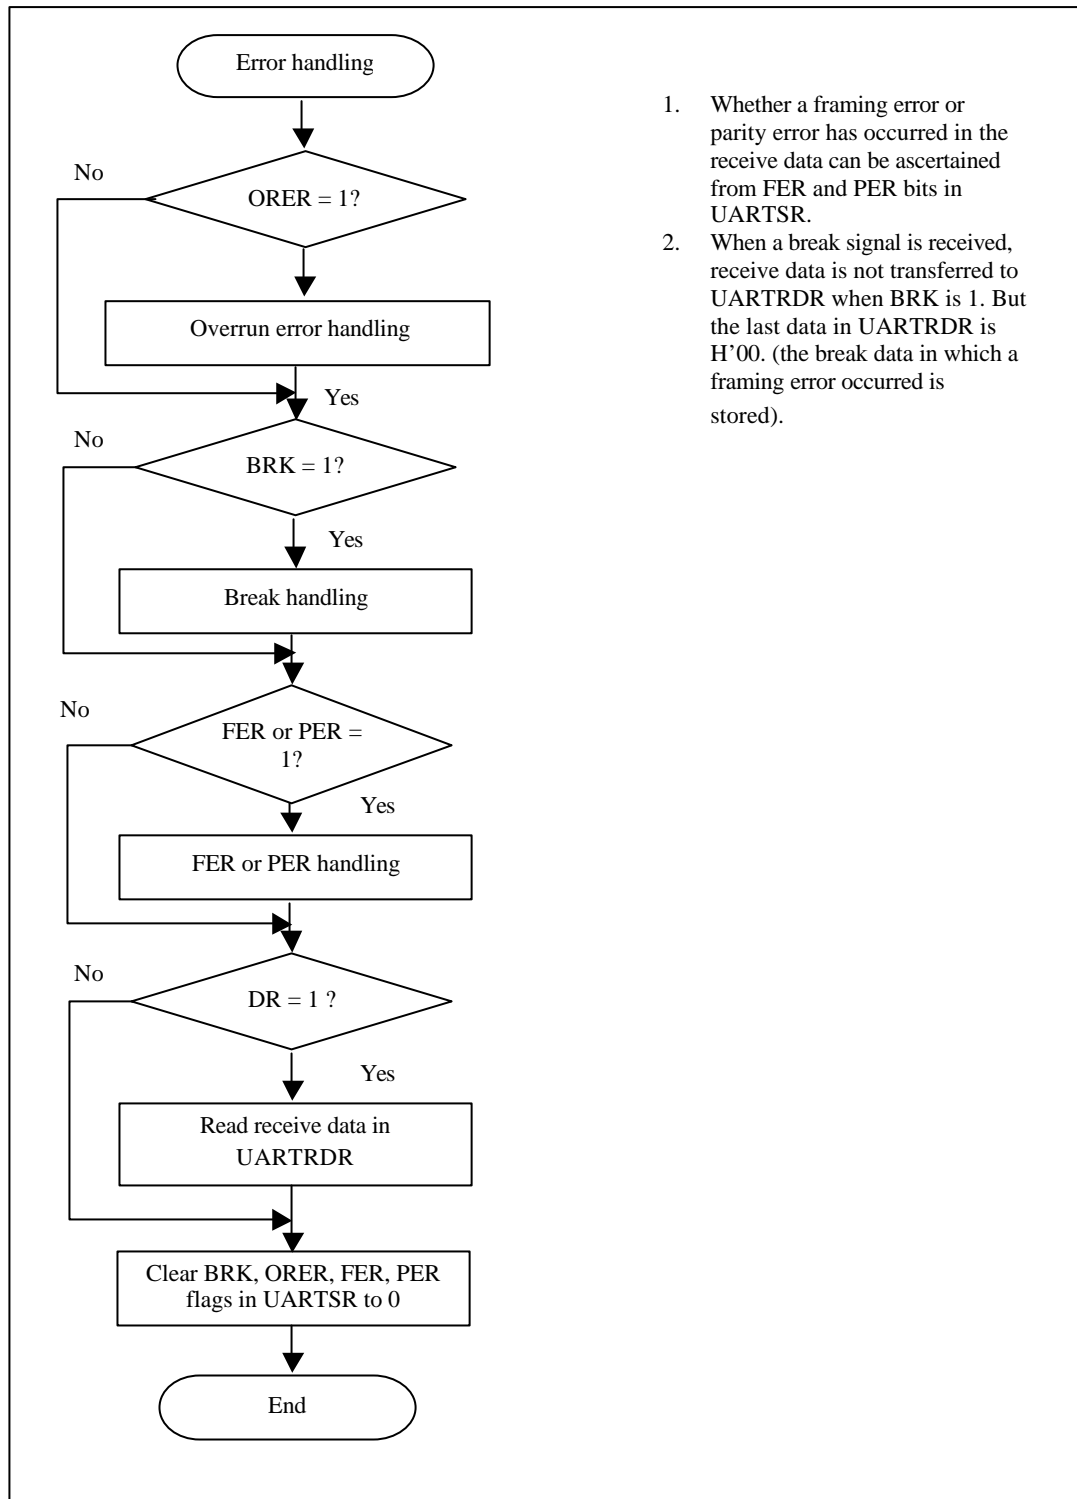 Error handling
No
ORER = 1?
Overrun error handling
Yes
No
BRK = 1?
Yes
Break handling
No
FER or PER =
1?
Yes
FER or PER handling
No
DR = 1 ?
Yes
Read receive data in
UARTRDR
Clear BRK, ORER, FER, PER
flags in UARTSR to 0
End
1. Whether a framing error or
parity error has occurred in the
receive data can be ascertained
from FER and PER bits in
UARTSR.
2. When a break signal is received,
receive data is not transferred to
UARTRDR when BRK is 1. But
the last data in UARTRDR is
H’00. (the break data in which a
framing error occurred is
stored).